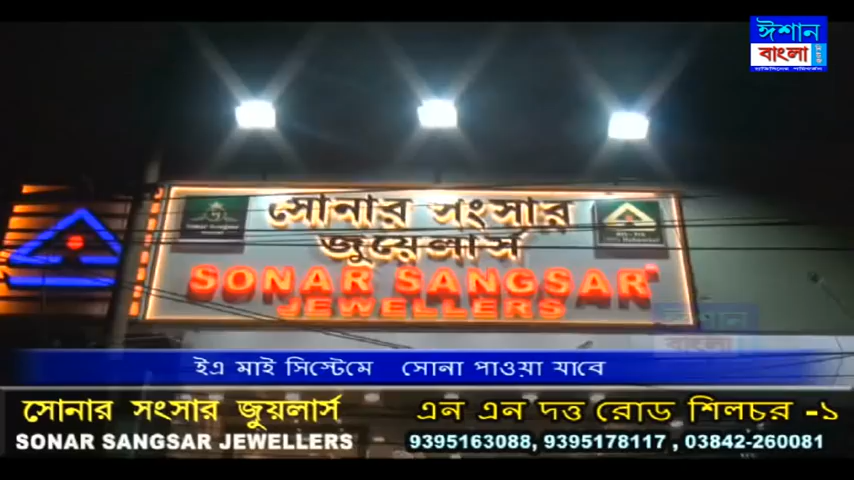 ঈশান
বাংলা
সোনার সংসার
জুয়েলার্স
SONAR SANGSAR
JEWELLERS
ইএ মাই সিস্টেমে সোনা পাওয়া যাবে
সোনার সংসার জুয়লার্স
এন এন দত্ত রোড শিলচর -১
SONAR SANGSAR JEWELLERS
9395163088, 9395178117 , 03842-260081